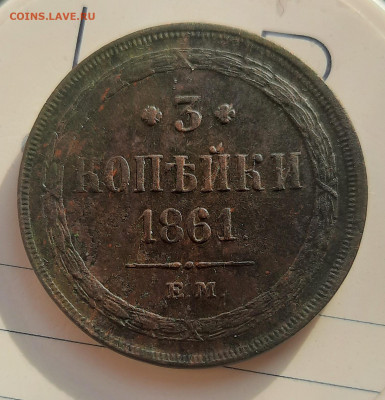 COINS.LAVE.RU
* 3 *
КОПѢЙКИ
1861
Е.М.